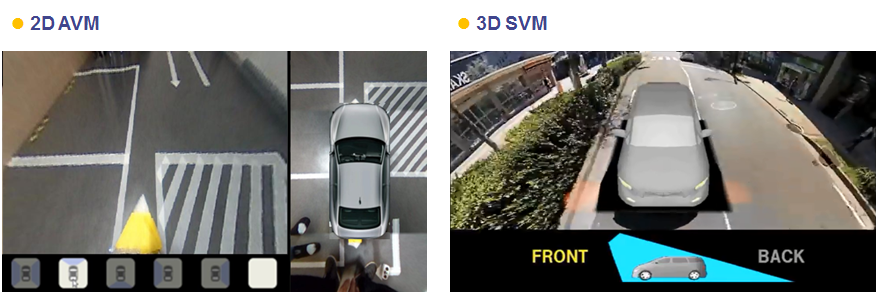 2D AVM
3D SVM
FRONT
BACK